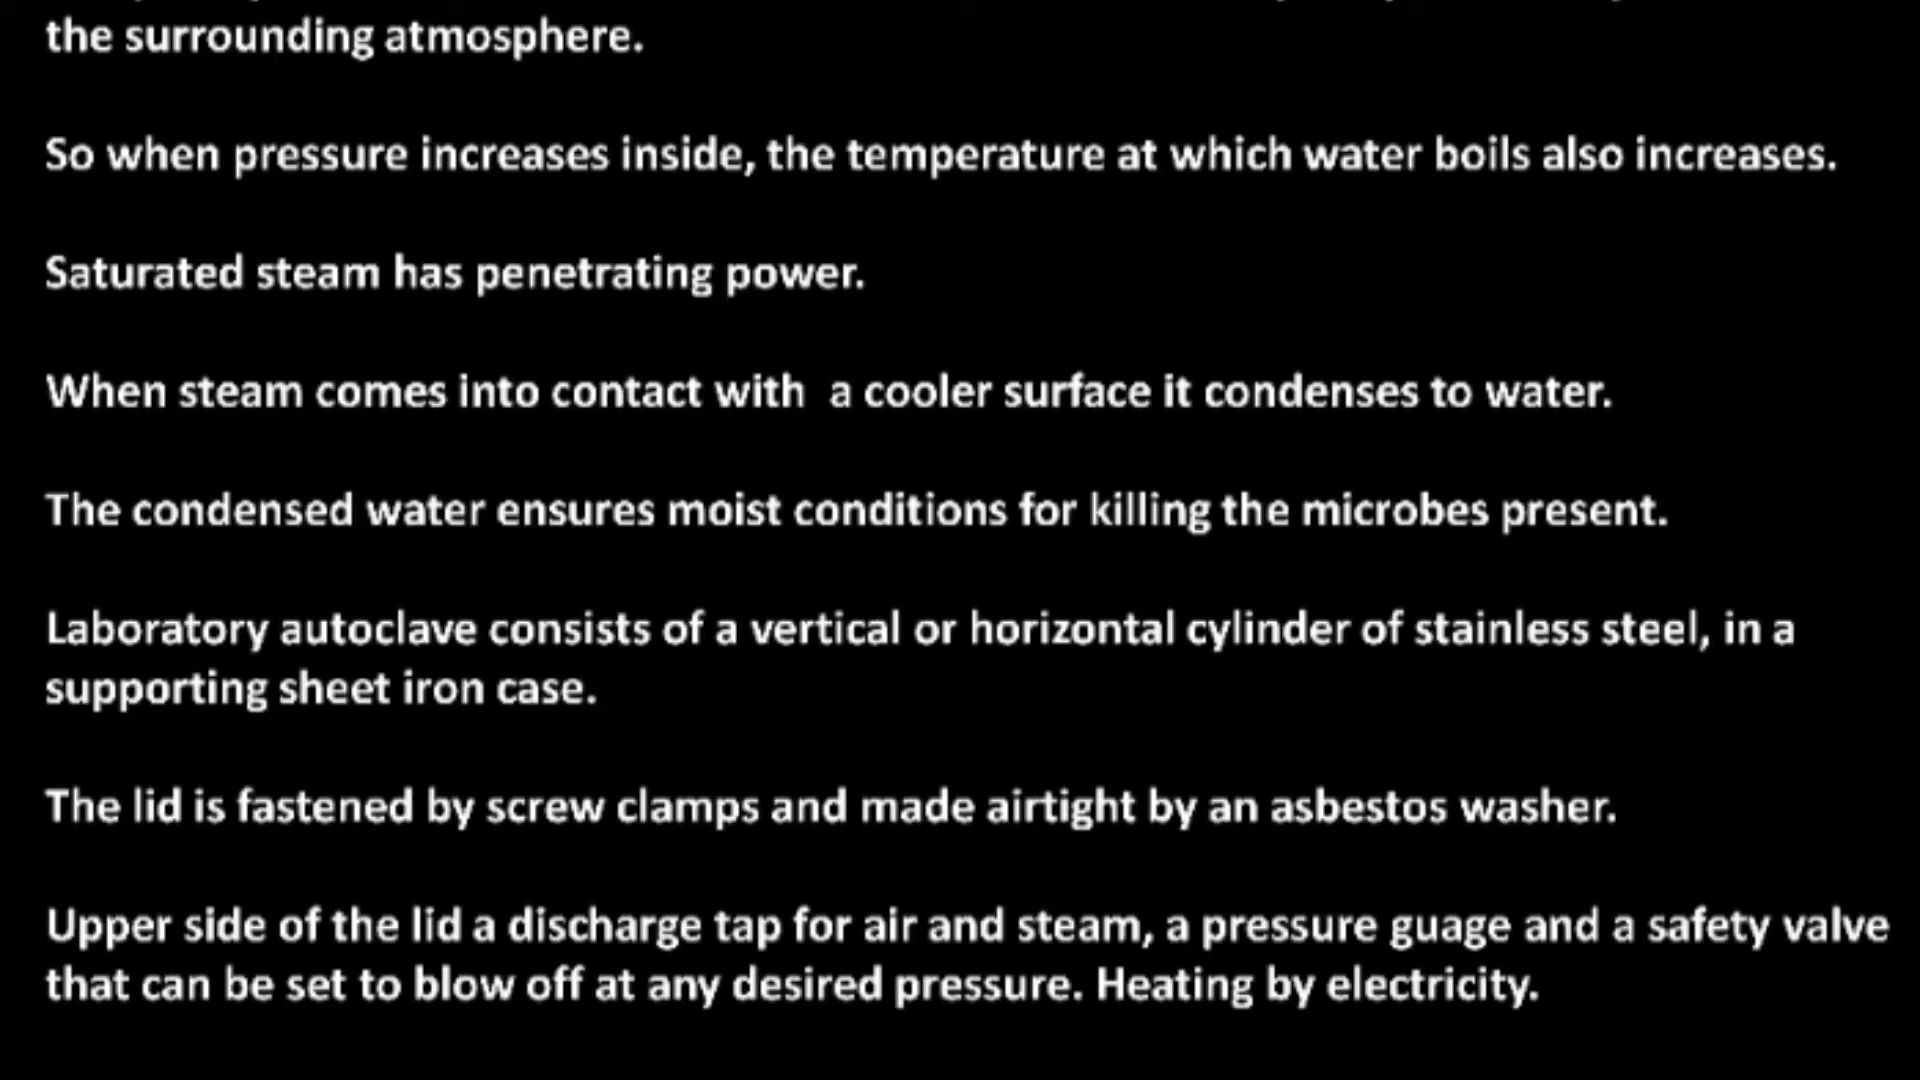 the surrounding atmosphere.
So when pressure increases inside, the temperature at which water boils also increases.
Saturated steam has penetrating power.
When steam comes into contact with  a cooler surface it condenses to water.
The condensed water ensures moist conditions for killing the microbes present.
Laboratory autoclave consists of a vertical or horizontal cylinder of stainless steel, in a
supporting sheet iron case.
The lid is fastened by screw clamps and made airtight by an asbestos washer.
Upper side of the lid a discharge tap for air and steam, a pressure guage and a safety valve
that can be set to blow off at any desired pressure. Heating by electricity.